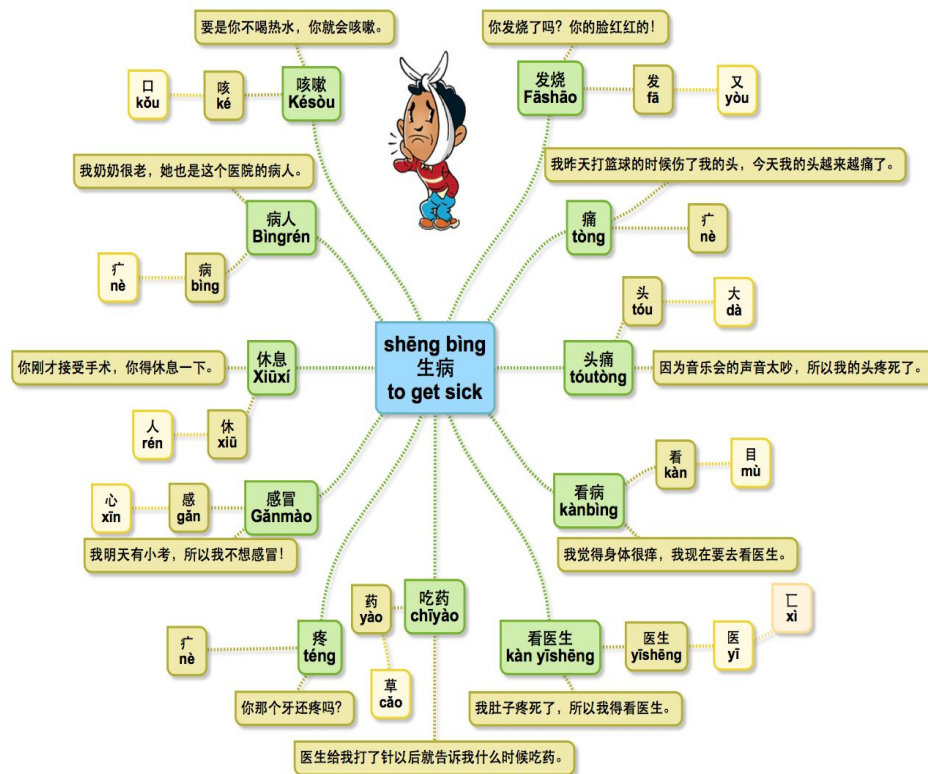 要是你不喝热水，你就会咳嗽。
你发烧了吗？你的脸红红的！
口
kǒu
咳
ké
咳嗽
Késòu
发烧
Fāshāo
发
fā
又
yòu
我奶奶很老，她也是这个医院的病人。
我昨天打篮球的时候伤了我的头，今天我的头越来越痛了。
病人
Bìngrén
痛
tòng
疒
nè
疒
nè
病
bìng
头
tóu
大
dà
shēng bìng
生病
to get sick
你刚才接受手术，你得休息一下。
休息
Xiūxí
头痛
tóutòng
因为音乐会的声音太吵，所以我的头疼死了。
人
rén
休
xiū
看
kàn
目
mù
心
xīn
感
gǎn
感冒
Gǎnmào
看病
kànbìng
我明天有小考，所以我不想感冒！
我觉得身体很痒，我现在要去看医生。
疒
nè
疼
téng
药
yào
吃药
chīyào
看医生
kàn yīshēng
医生
yīshēng
医
yī
匸
xì
草
cǎo
你那个牙还疼吗？
我肚子疼死了，所以我得看医生。
医生给我打了针以后就告诉我什么时候吃药。